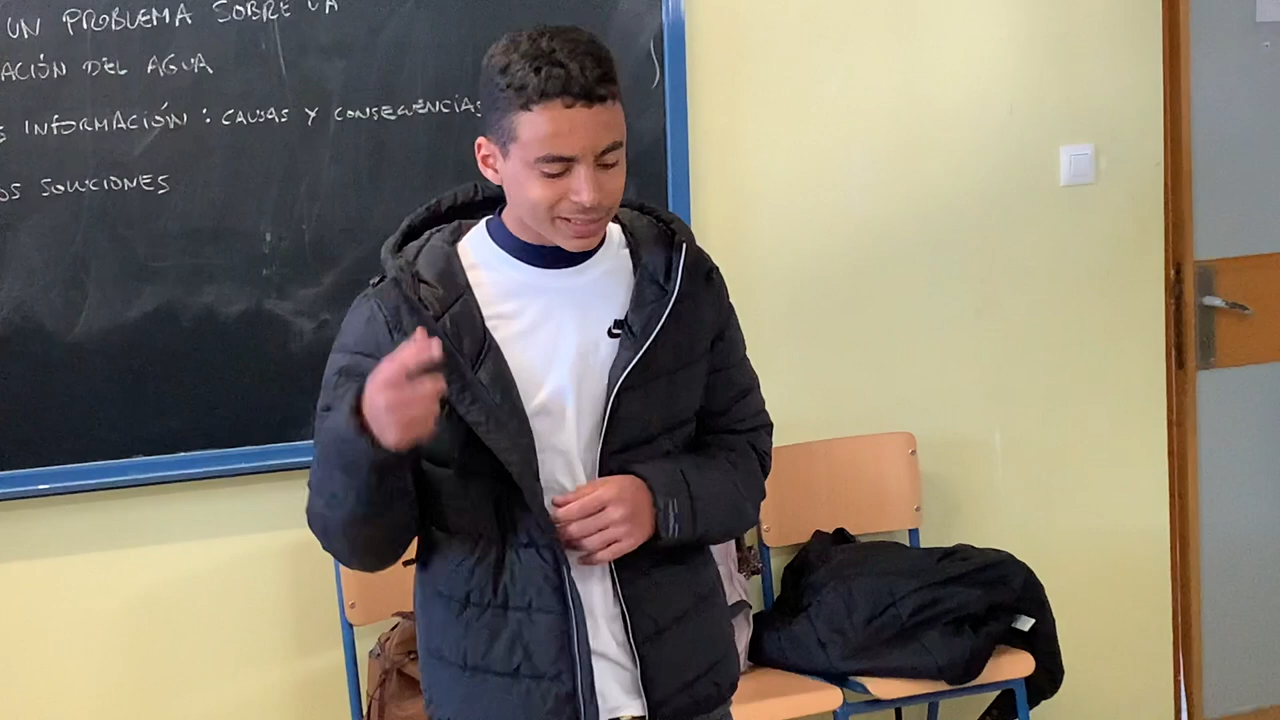 UN PROBLEMA SOBRE LA
ACIÓN DEL AGUA
INFORMACIÓN : CAUSAS Y CONSECUENCIAS
OS SOLUCIONES